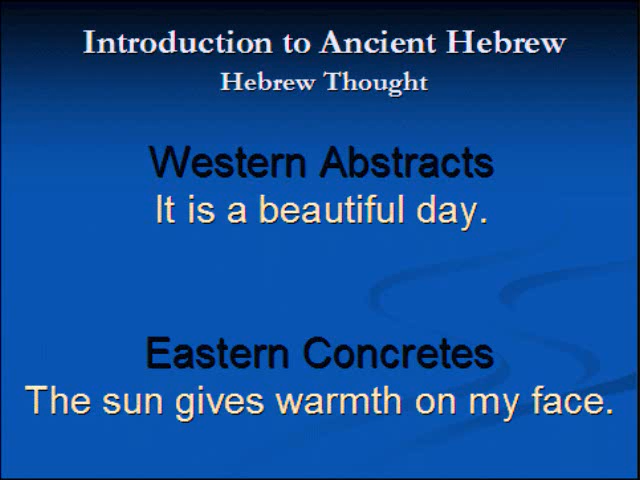 Introduction to Ancient Hebrew
Hebrew Thought
Western Abstracts
It is a beautiful day.
Eastern Concretes
The sun gives warmth on my face.